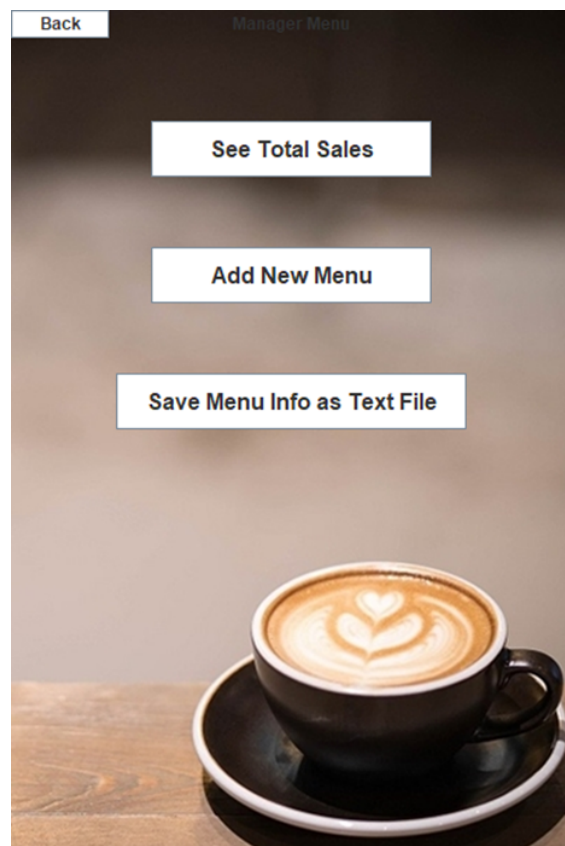 Back
Manager Menu
See Total Sales
Add New Menu
Save Menu Info as Text File